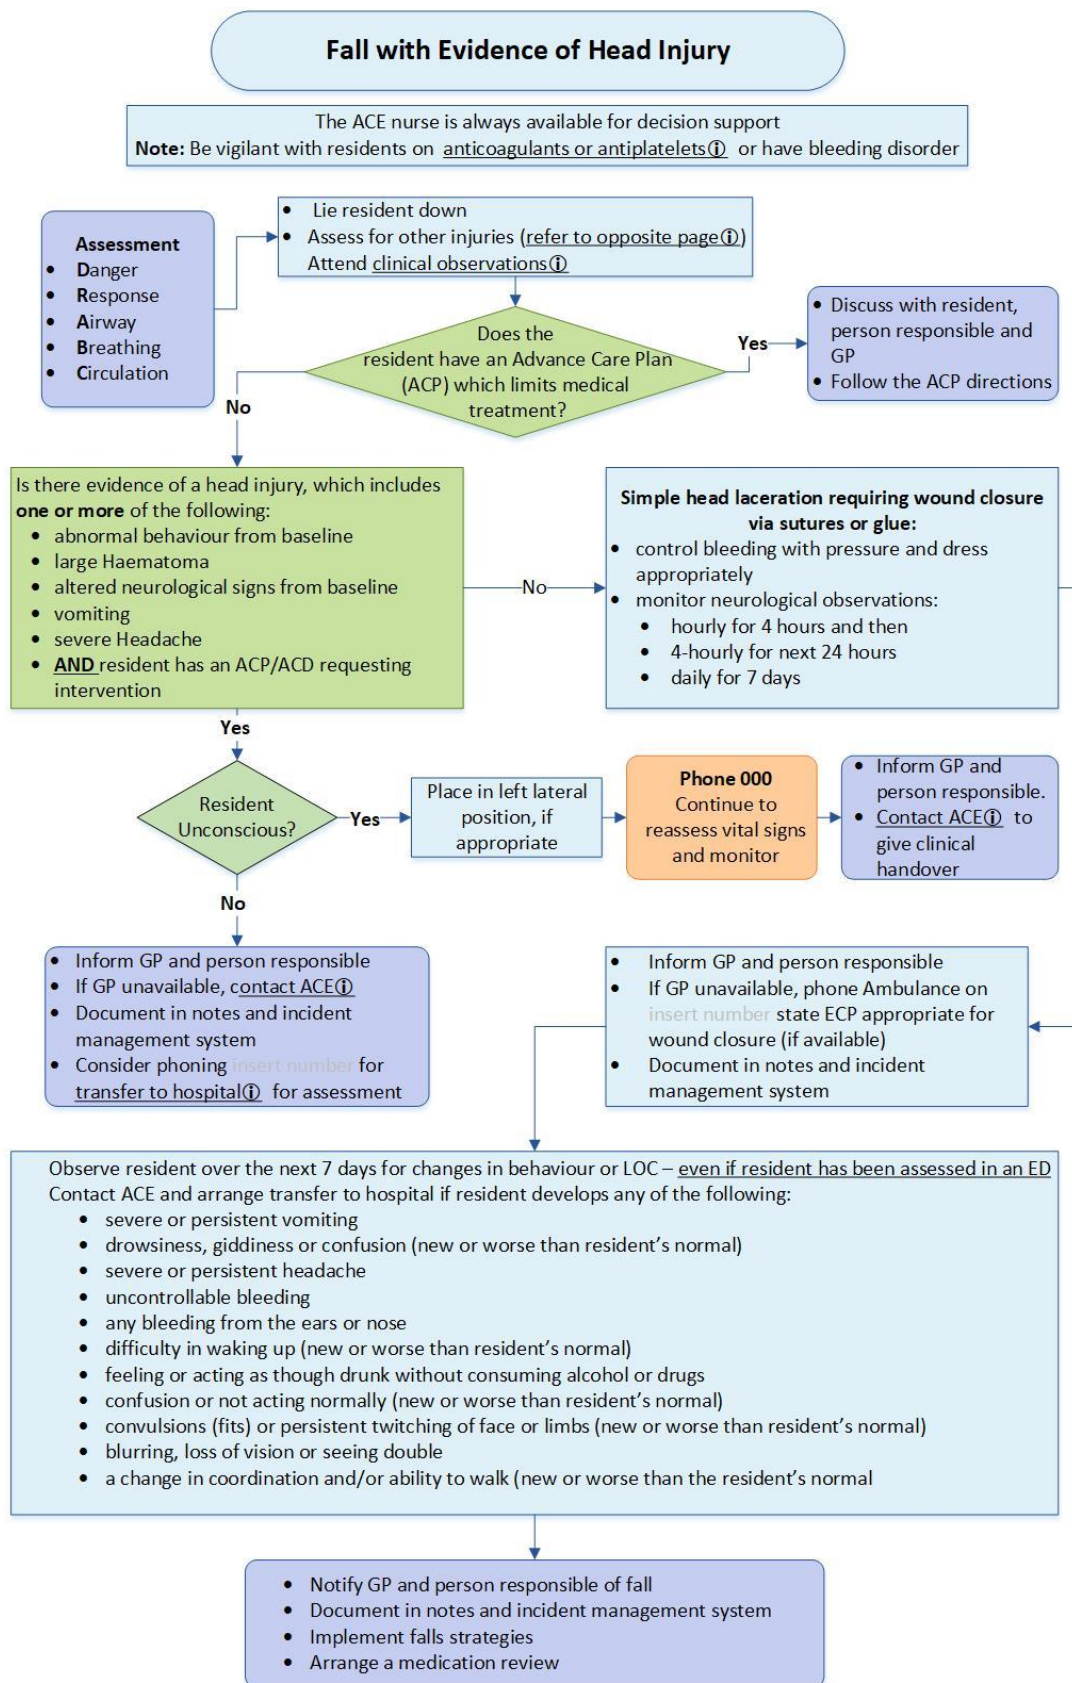 Fall with Evidence of Head Injury
The ACE nurse is always available for decision support
Note: Be vigilant with residents on anticoagulants or antiplateletsⓘ or have bleeding disorder
Assessment
• Danger
• Response
• Airway
• Breathing
• Circulation
• Lie resident down
• Assess for other injuries (refer to opposite pageⓘ)
Attend clinical observationsⓘ
Does the
resident have an Advance Care Plan
(ACP) which limits medical
treatment?
Yes
• Discuss with resident,
person responsible and
GP
• Follow the ACP directions
No
Is there evidence of a head injury, which includes
one or more of the following:
• abnormal behaviour from baseline
• large Haematoma
• altered neurological signs from baseline
• vomiting
• severe Headache
• AND resident has an ACP/ACD requesting
intervention
No
Simple head laceration requiring wound closure
via sutures or glue:
• control bleeding with pressure and dress
appropriately
• monitor neurological observations:
• hourly for 4 hours and then
• 4-hourly for next 24 hours
• daily for 7 days
Yes
Resident
Unconscious?
Yes
Place in left lateral
position, if
appropriate
Phone 000
Continue to
reassess vital signs
and monitor
• Inform GP and
person responsible.
• Contact ACEⓘ to
give clinical
handover
No
• Inform GP and person responsible
• If GP unavailable, contact ACEⓘ
• Document in notes and incident
management system
• Consider phoning insert number for
transfer to hospitalⓘ for assessment
• Inform GP and person responsible
• If GP unavailable, phone Ambulance on
insert number state ECP appropriate for
wound closure (if available)
• Document in notes and incident
management system
Observe resident over the next 7 days for changes in behaviour or LOC – even if resident has been assessed in an ED
Contact ACE and arrange transfer to hospital if resident develops any of the following:
• severe or persistent vomiting
• drowsiness, giddiness or confusion (new or worse than resident's normal)
• severe or persistent headache
• uncontrollable bleeding
• any bleeding from the ears or nose
• difficulty in waking up (new or worse than resident's normal)
• feeling or acting as though drunk without consuming alcohol or drugs
• confusion or not acting normally (new or worse than resident's normal)
• convulsions (fits) or persistent twitching of face or limbs (new or worse than resident's normal)
• blurring, loss of vision or seeing double
• a change in coordination and/or ability to walk (new or worse than the resident's normal
• Notify GP and person responsible of fall
• Document in notes and incident management system
• Implement falls strategies
• Arrange a medication review